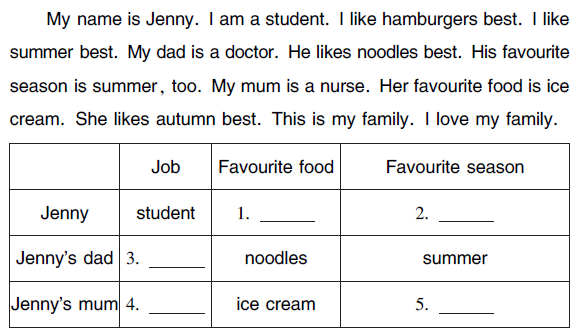 My name is Jenny. I am a student. I like hamburgers best. I like
summer best. My dad is a doctor. He likes noodles best. His favourite
season is summer, too. My mum is a nurse. Her favourite food is ice
cream. She likes autumn best. This is my family. I love my family.
Job Favourite food Favourite season
Jenny student 1. ______ 2. ______
Jenny's dad 3. ______ noodles summer
Jenny's mum 4. ______ ice cream 5. ______